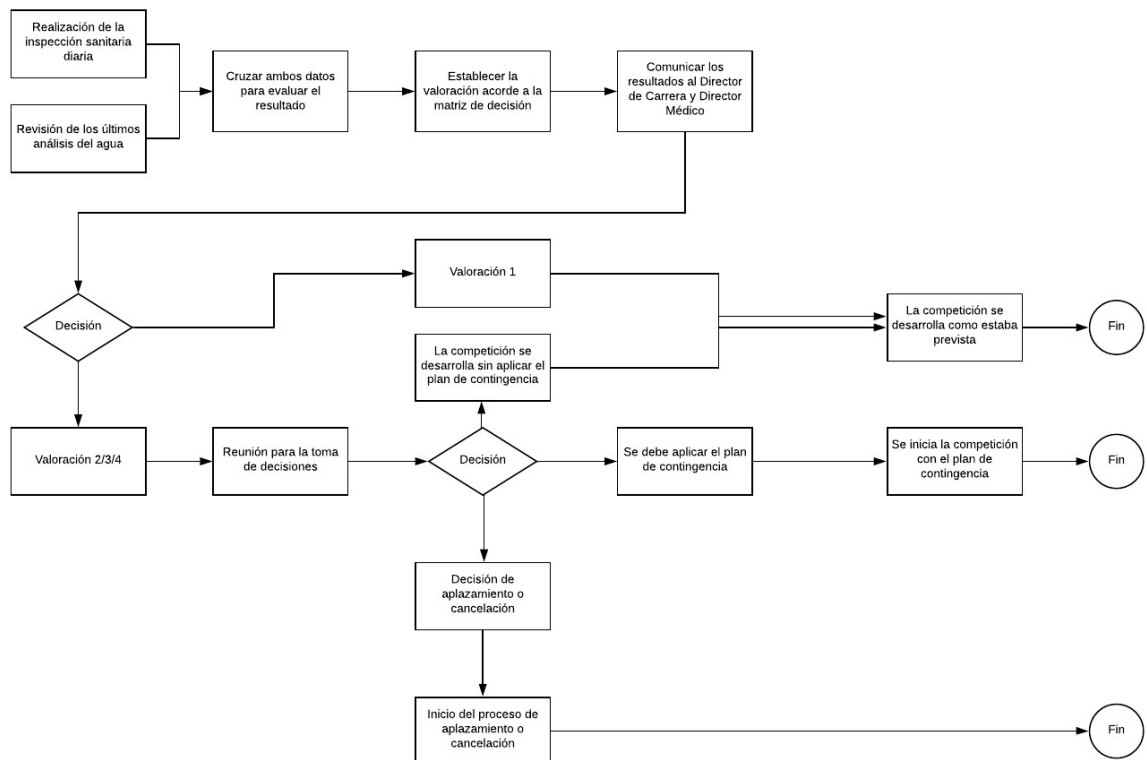 Realización de la
inspección sanitaria
diaria
Revisión de los últimos
análisis del agua
Cruzar ambos datos
para evaluar el
resultado
Establecer la
valoración acorde a la
matriz de decisión
Comunicar los
resultados al Director
de Carrera y Director
Médico
Decisión
Valoración 1
La competición se
desarrolla sin aplicar el
plan de contingencia
La competición se
desarrolla como estaba
prevista
Fin
Valoración 2/3/4
Reunión para la toma
de decisiones
Decisión
Se debe aplicar el plan
de contingencia
Se inicia la competición
con el plan de
contingencia
Fin
Decisión de
aplazamiento o
cancelación
Inicio del proceso de
aplazamiento o
cancelación
Fin